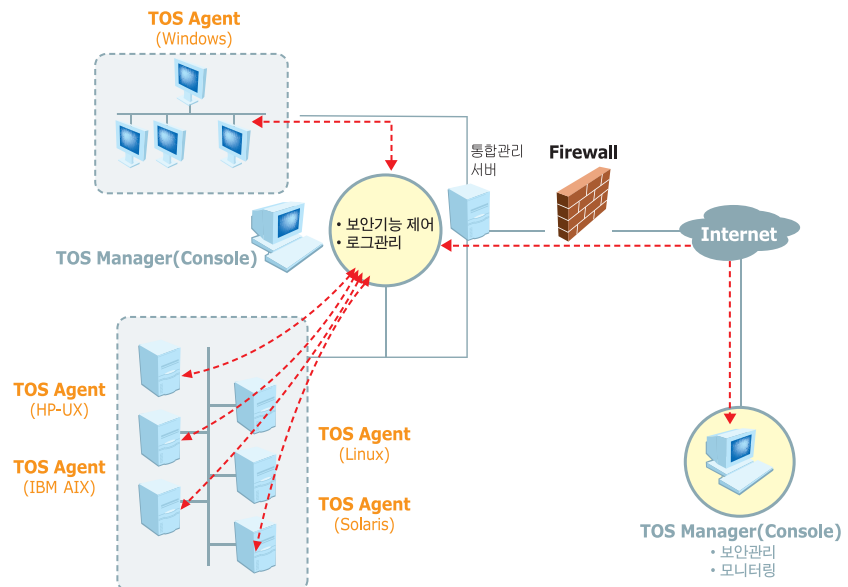 TOS Agent
(Windows)
통합관리
서버
Firewall
• 보안기능 제어
• 로그관리
Internet
TOS Manager(Console)
TOS Agent
(HP-UX)
TOS Agent
(IBM AIX)
TOS Agent
(Linux)
TOS Agent
(Solaris)
TOS Manager(Console)
• 보안관리
• 모니터링